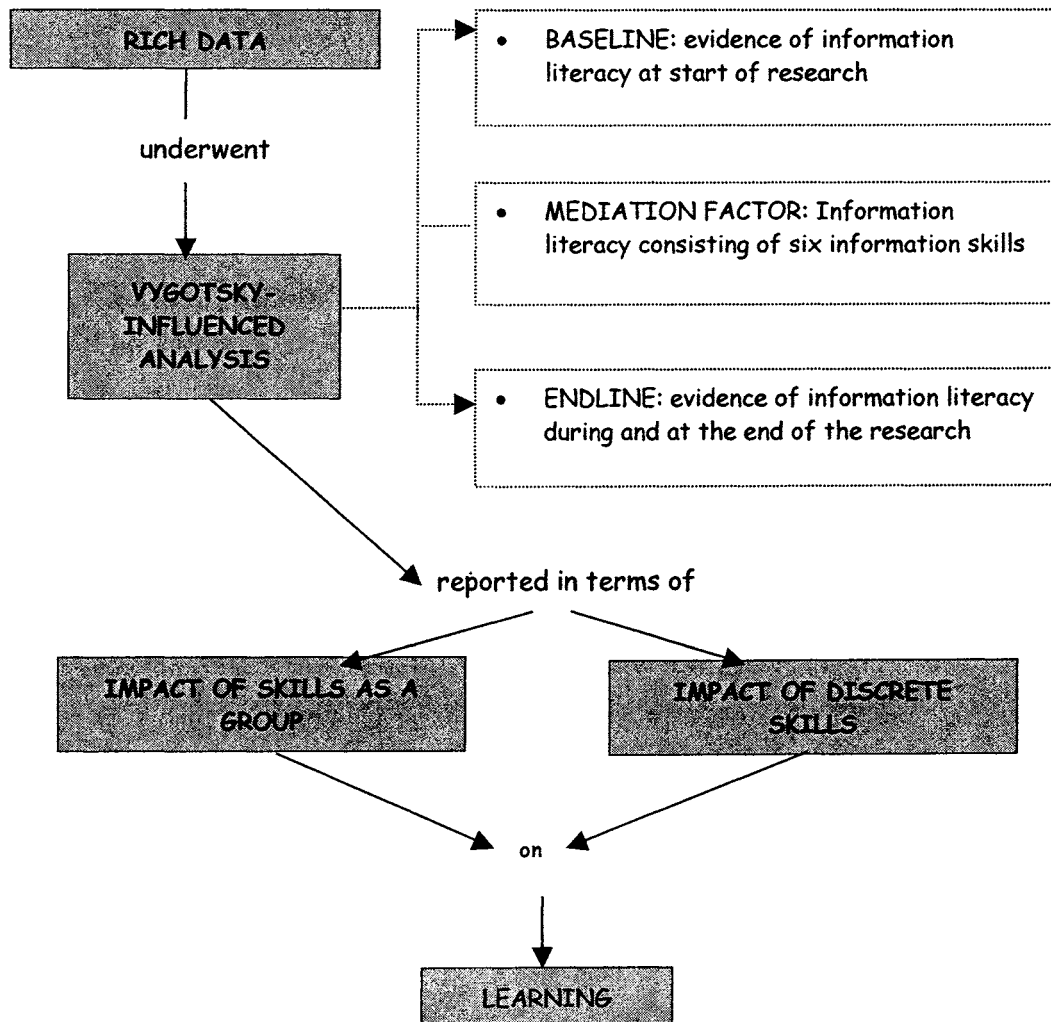 RICH DATA
underwent
VYGOTSKY-
INFLUENCED
ANALYSIS
• BASELINE: evidence of information
literacy at start of research
• MEDIATION FACTOR: Information
literacy consisting of six information skills
• ENDLINE: evidence of information literacy
during and at the end of the research
reported in terms of
IMPACT OF SKILLS AS A
GROUP
IMPACT OF DISCRETE
SKILLS
on
LEARNING